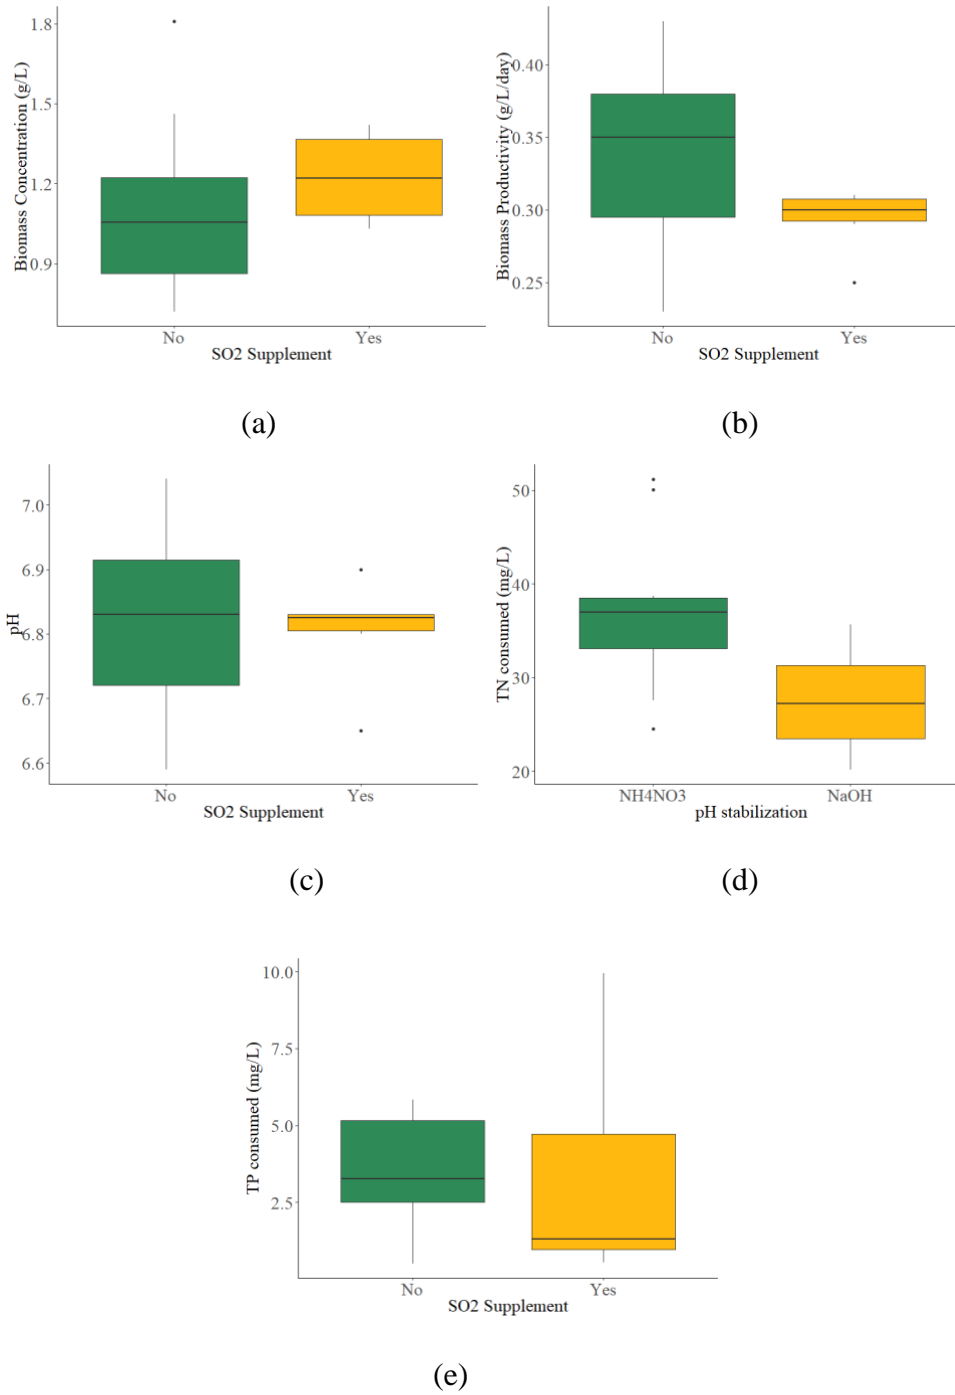 1.8
1.5
1.2
0.9
Biomass Concentration (g/L)
No Yes
SO2 Supplement
(a)
0.40
0.35
0.30
0.25
Biomass Productivity (g/L/day)
No Yes
SO2 Supplement
(b)
7.0
6.9
6.8
6.7
6.6
pH
No Yes
SO2 Supplement
(c)
50
40
30
20
TN consumed (mg/L)
NH4NO3 NaOH
pH stabilization
(d)
10.0
7.5
5.0
2.5
TP consumed (mg/L)
No Yes
SO2 Supplement
(e)